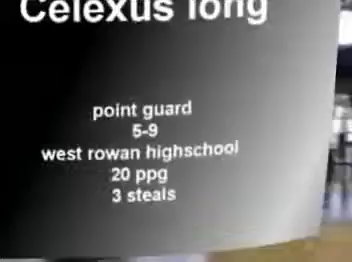 Celexus long
point guard
5-9
west rowan highschool
20 ppg
3 steals